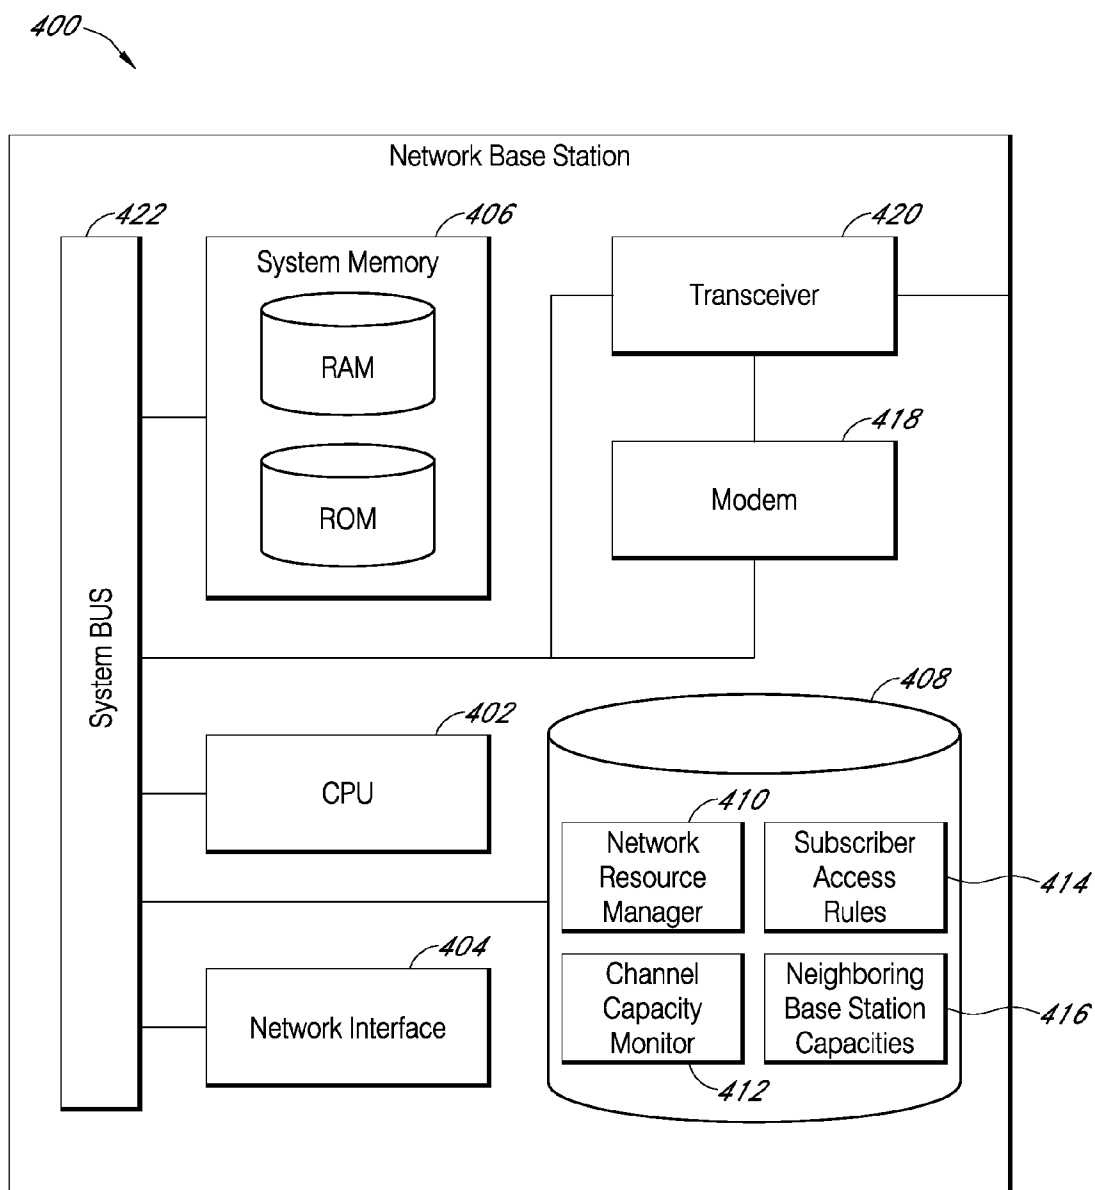 400
Network Base Station
422
406
420
System Memory
Transceiver
RAM
418
Modem
ROM
System BUS
408
402
CPU
410
Network
Resource
Manager
Subscriber
Access
Rules
414
404
Network Interface
Channel
Capacity
Monitor
Neighboring
Base Station
Capacities
416
412